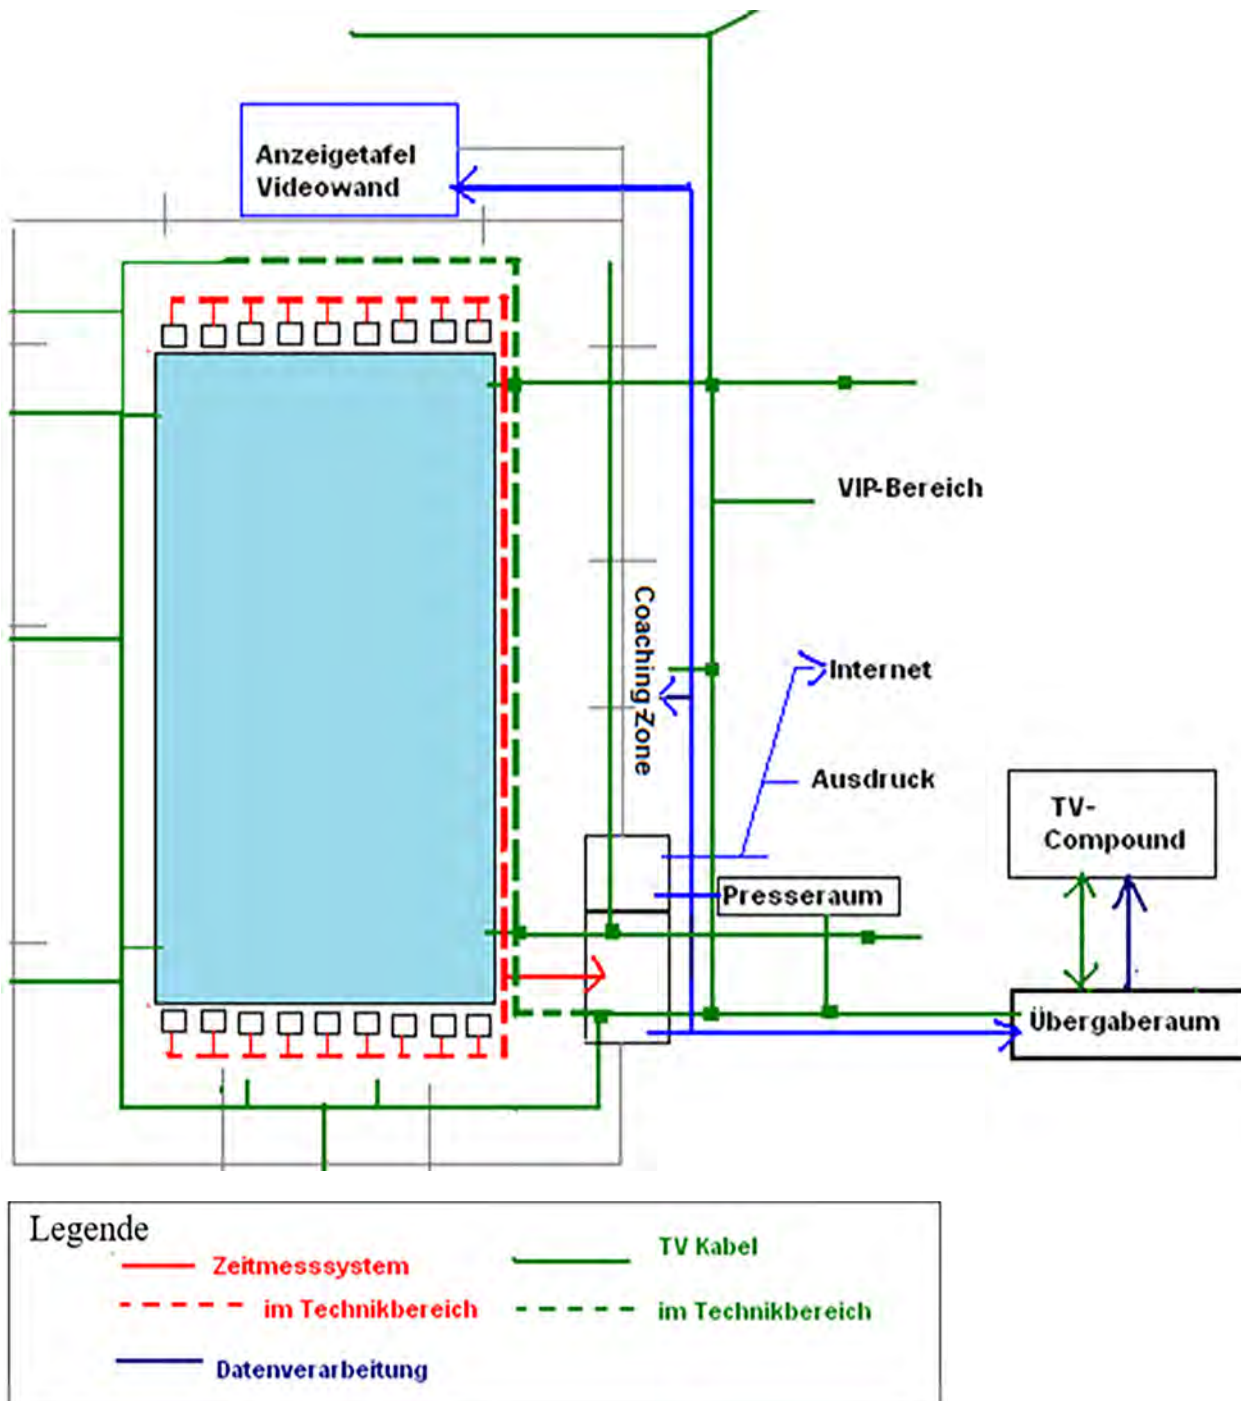 Anzeigetafel
Videowand
VIP-Bereich
Coaching Zone
Internet
Ausdruck
TV-
Compound
Presseraum
Übergaberaum
Legende
Zeitmesssystem
TV Kabel
im Technikbereich
im Technikbereich
Datenverarbeitung